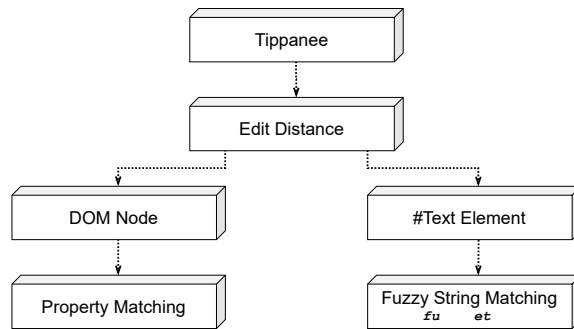 Tippanee
Edit Distance
DOM Node
#Text Element
Property Matching
Fuzzy String Matching
fu et